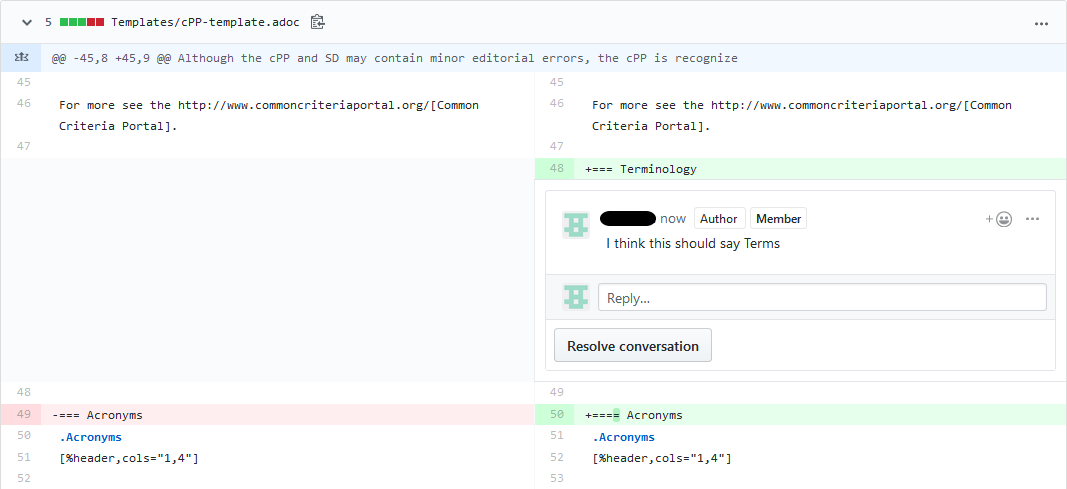 5 Templates/cPP-template.adoc
@@ -45,8 +45,9 @@ Although the cPP and SD may contain minor editorial errors, the cPP is recognize
45 45
46 For more see the http://www.commoncriteriaportal.org/[Common 46 For more see the http://www.commoncriteriaportal.org/[Common
Criteria Portal]. Criteria Portal].
47 47
48 +=== Terminology
now Author Member
I think this should say Terms
Reply...
Resolve conversation
48 49
49 -=== Acronyms 50 +==== Acronyms
50 .Acronyms 51 .Acronyms
51 [%header,cols="1,4"] 52 [%header,cols="1,4"]
52 53